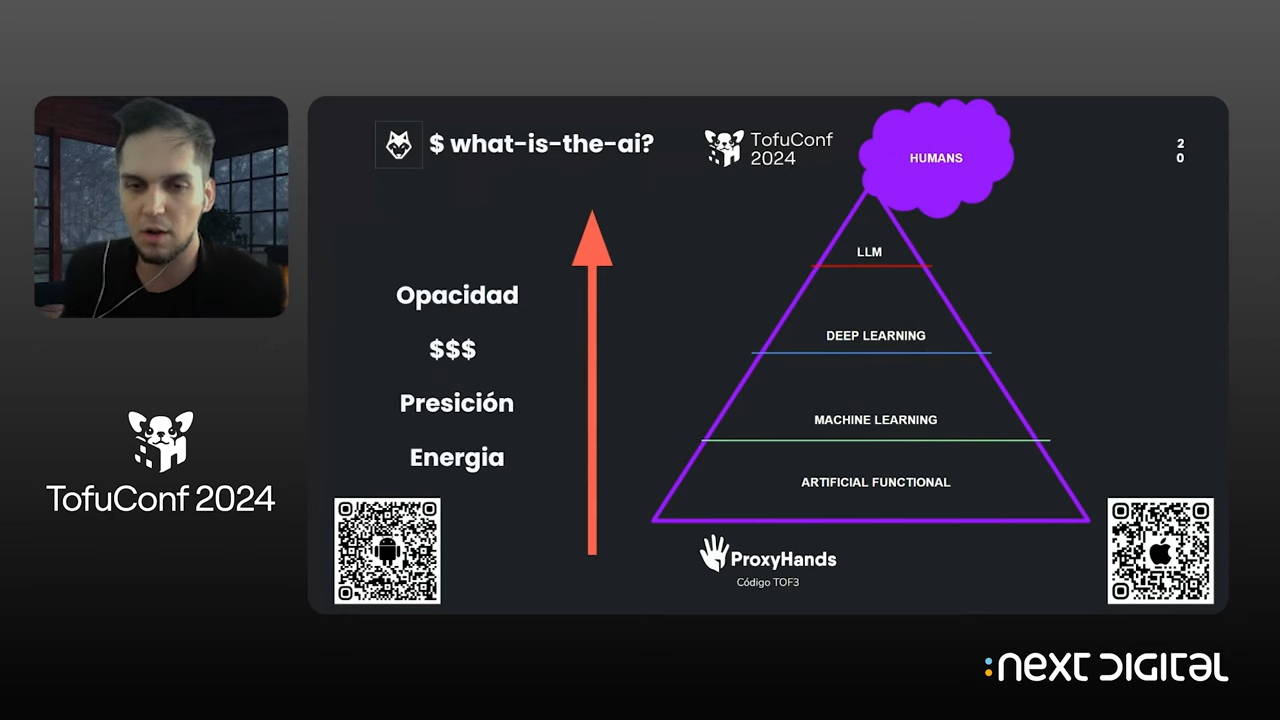 $ what-is-the-ai?
TofuConf
2024
HUMANS
2
0
LLM
Opacidad
DEEP LEARNING
$$$
Presición
MACHINE LEARNING
Energia
ARTIFICIAL FUNCTIONAL
TofuConf 2024
ProxyHands
Código TOF3
:NEXT DIGITAL